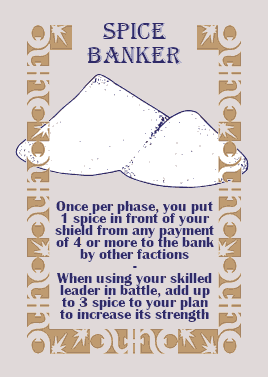 SPICE
BANKER
Once per phase, you put
1 spice in front of your
shield from any payment
of 4 or more to the bank
by other factions
-
When using your skilled
leader in battle, add up
to 3 spice to your plan
to increase its strength